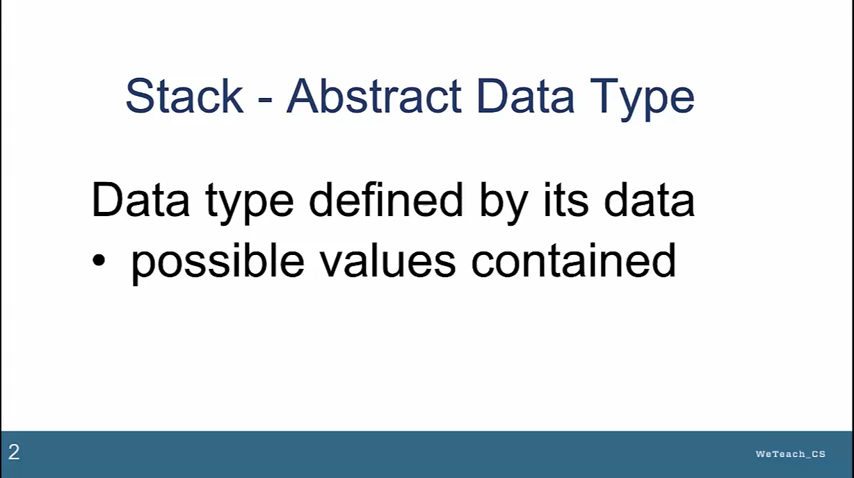 Stack - Abstract Data Type
Data type defined by its data
• possible values contained
2
WeTeach_CS